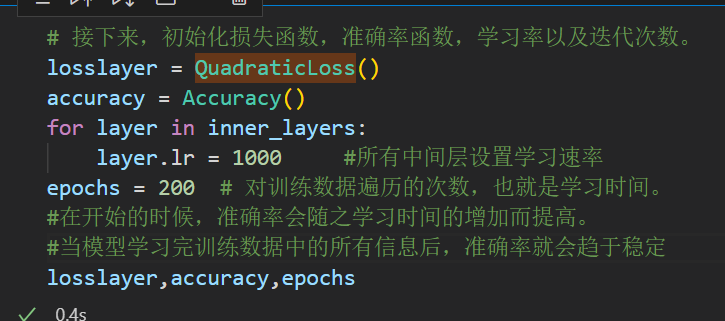 # 接下来，初始化损失函数，准确率函数，学习率以及迭代次数。
losslayer = QuadraticLoss()
accuracy = Accuracy()
for layer in inner_layers:
    layer.lr = 1000     #所有中间层设置学习速率
epochs = 200  # 对训练数据遍历的次数，也就是学习时间。
#在开始的时候，准确率会随之学习时间的增加而提高。
#当模型学习完训练数据中的所有信息后，准确率就会趋于稳定
losslayer,accuracy,epochs
0.4s